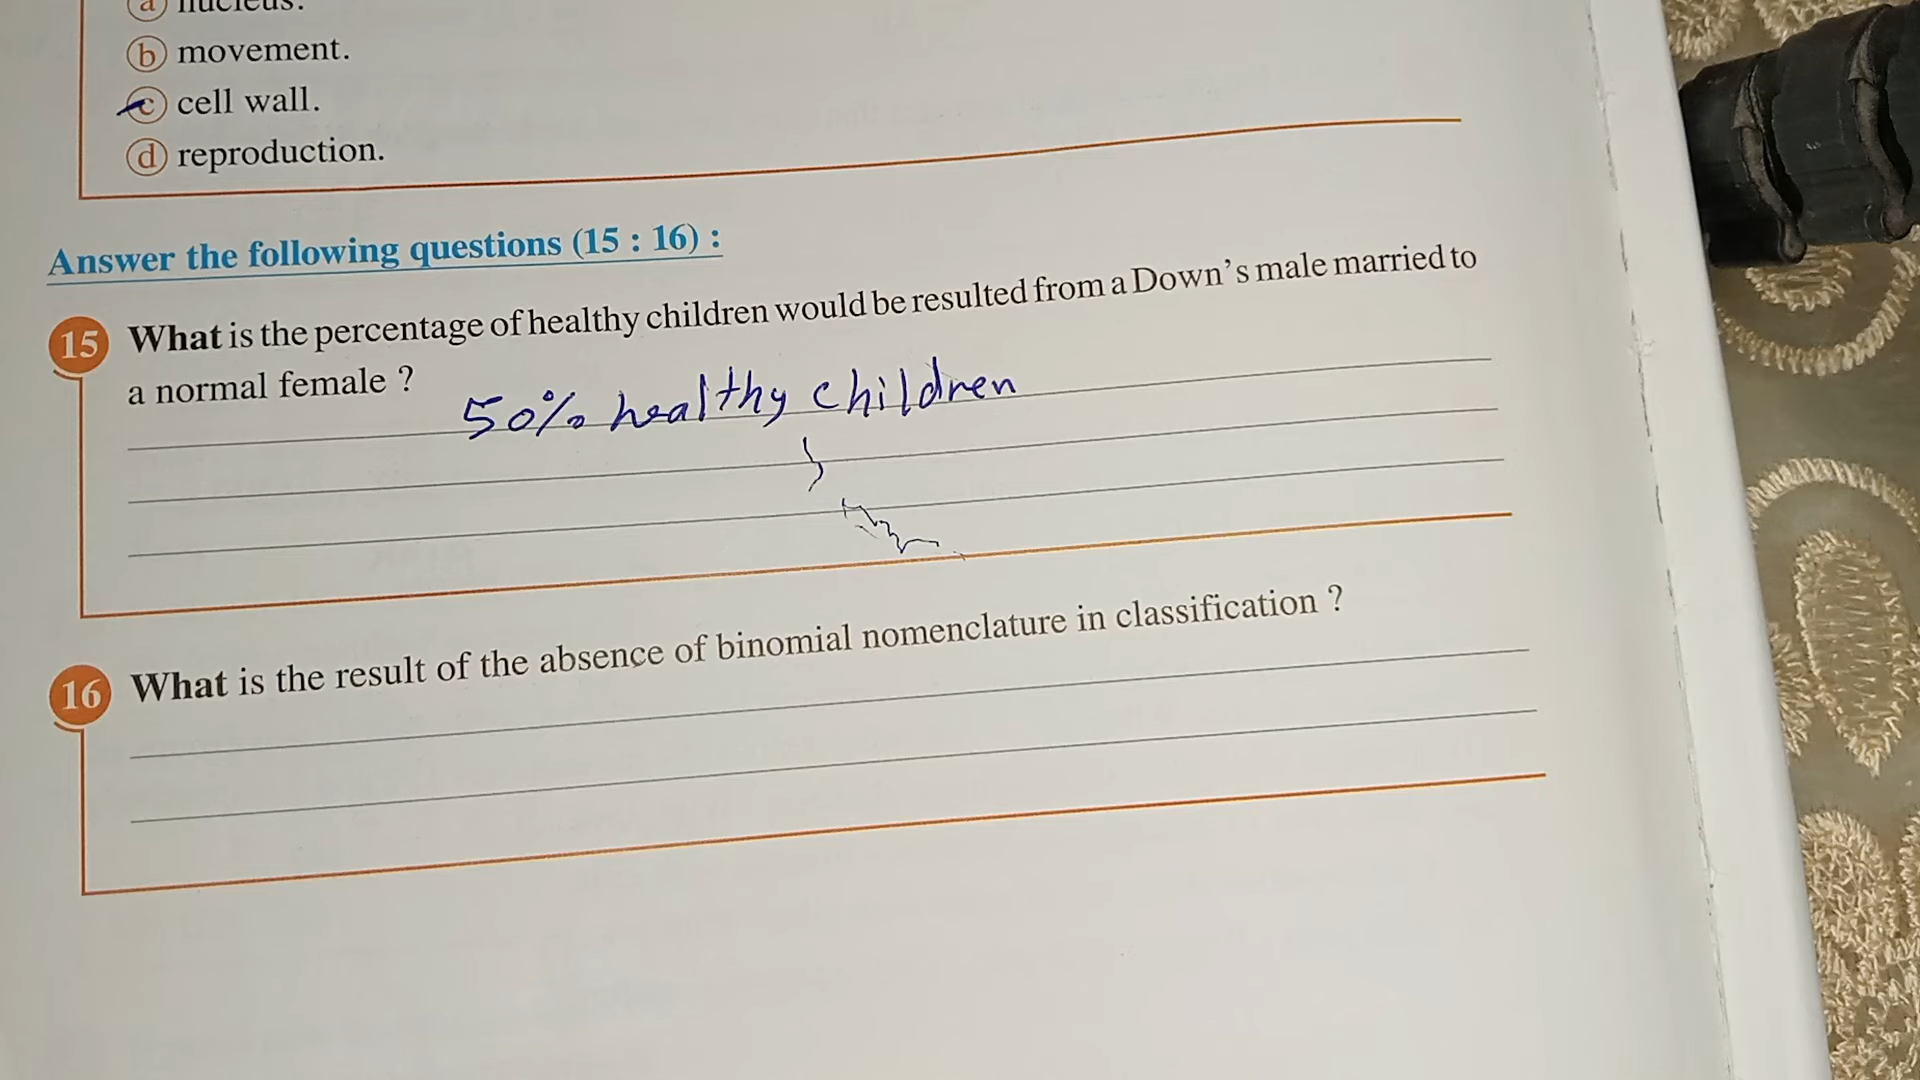 ⓐ nucleus.
ⓑ movement.
ⓒ cell wall.
ⓓ reproduction.
Answer the following questions (15 : 16) :
15 What is the percentage of healthy children would be resulted from a Down's male married to
a normal female ?
50% healthy children
16 What is the result of the absence of binomial nomenclature in classification ?